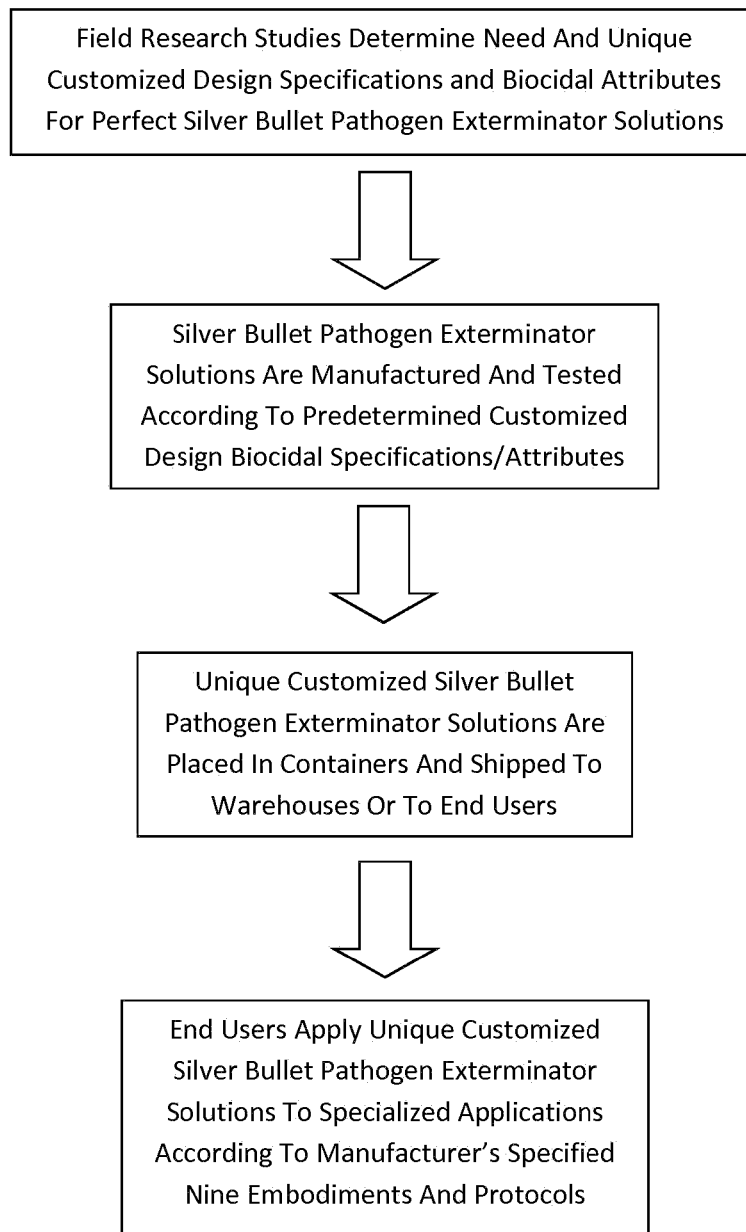 Field Research Studies Determine Need And Unique
Customized Design Specifications and Biocidal Attributes
For Perfect Silver Bullet Pathogen Exterminator Solutions
Silver Bullet Pathogen Exterminator
Solutions Are Manufactured And Tested
According To Predetermined Customized
Design Biocidal Specifications/Attributes
Unique Customized Silver Bullet
Pathogen Exterminator Solutions Are
Placed In Containers And Shipped To
Warehouses Or To End Users
End Users Apply Unique Customized
Silver Bullet Pathogen Exterminator
Solutions To Specialized Applications
According To Manufacturer’s Specified
Nine Embodiments And Protocols